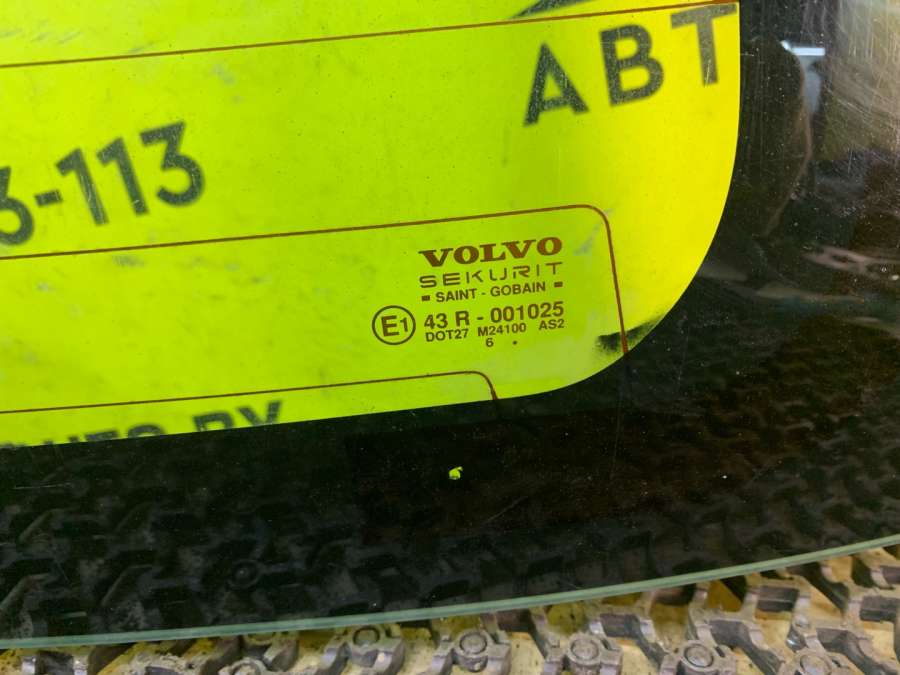 ABT
3-113
VOLVO
SEKURIT
SAINT - GOBAIN
E1 43 R - 001025
DOT27 M24100 AS2
6 .